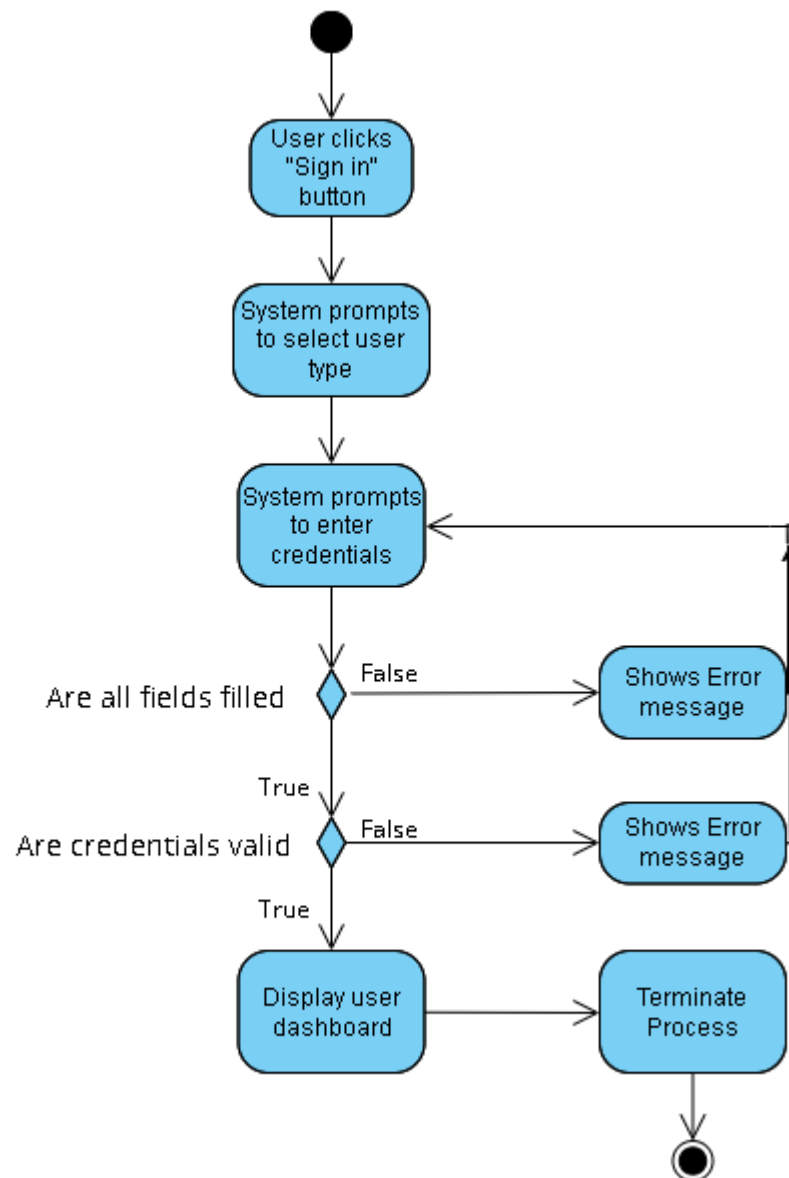 User clicks
"Sign in"
button
System prompts
to select user
type
System prompts
to enter
credentials
Are all fields filled
False
Shows Error
message
True
Are credentials valid
False
Shows Error
message
True
Display user
dashboard
Terminate
Process